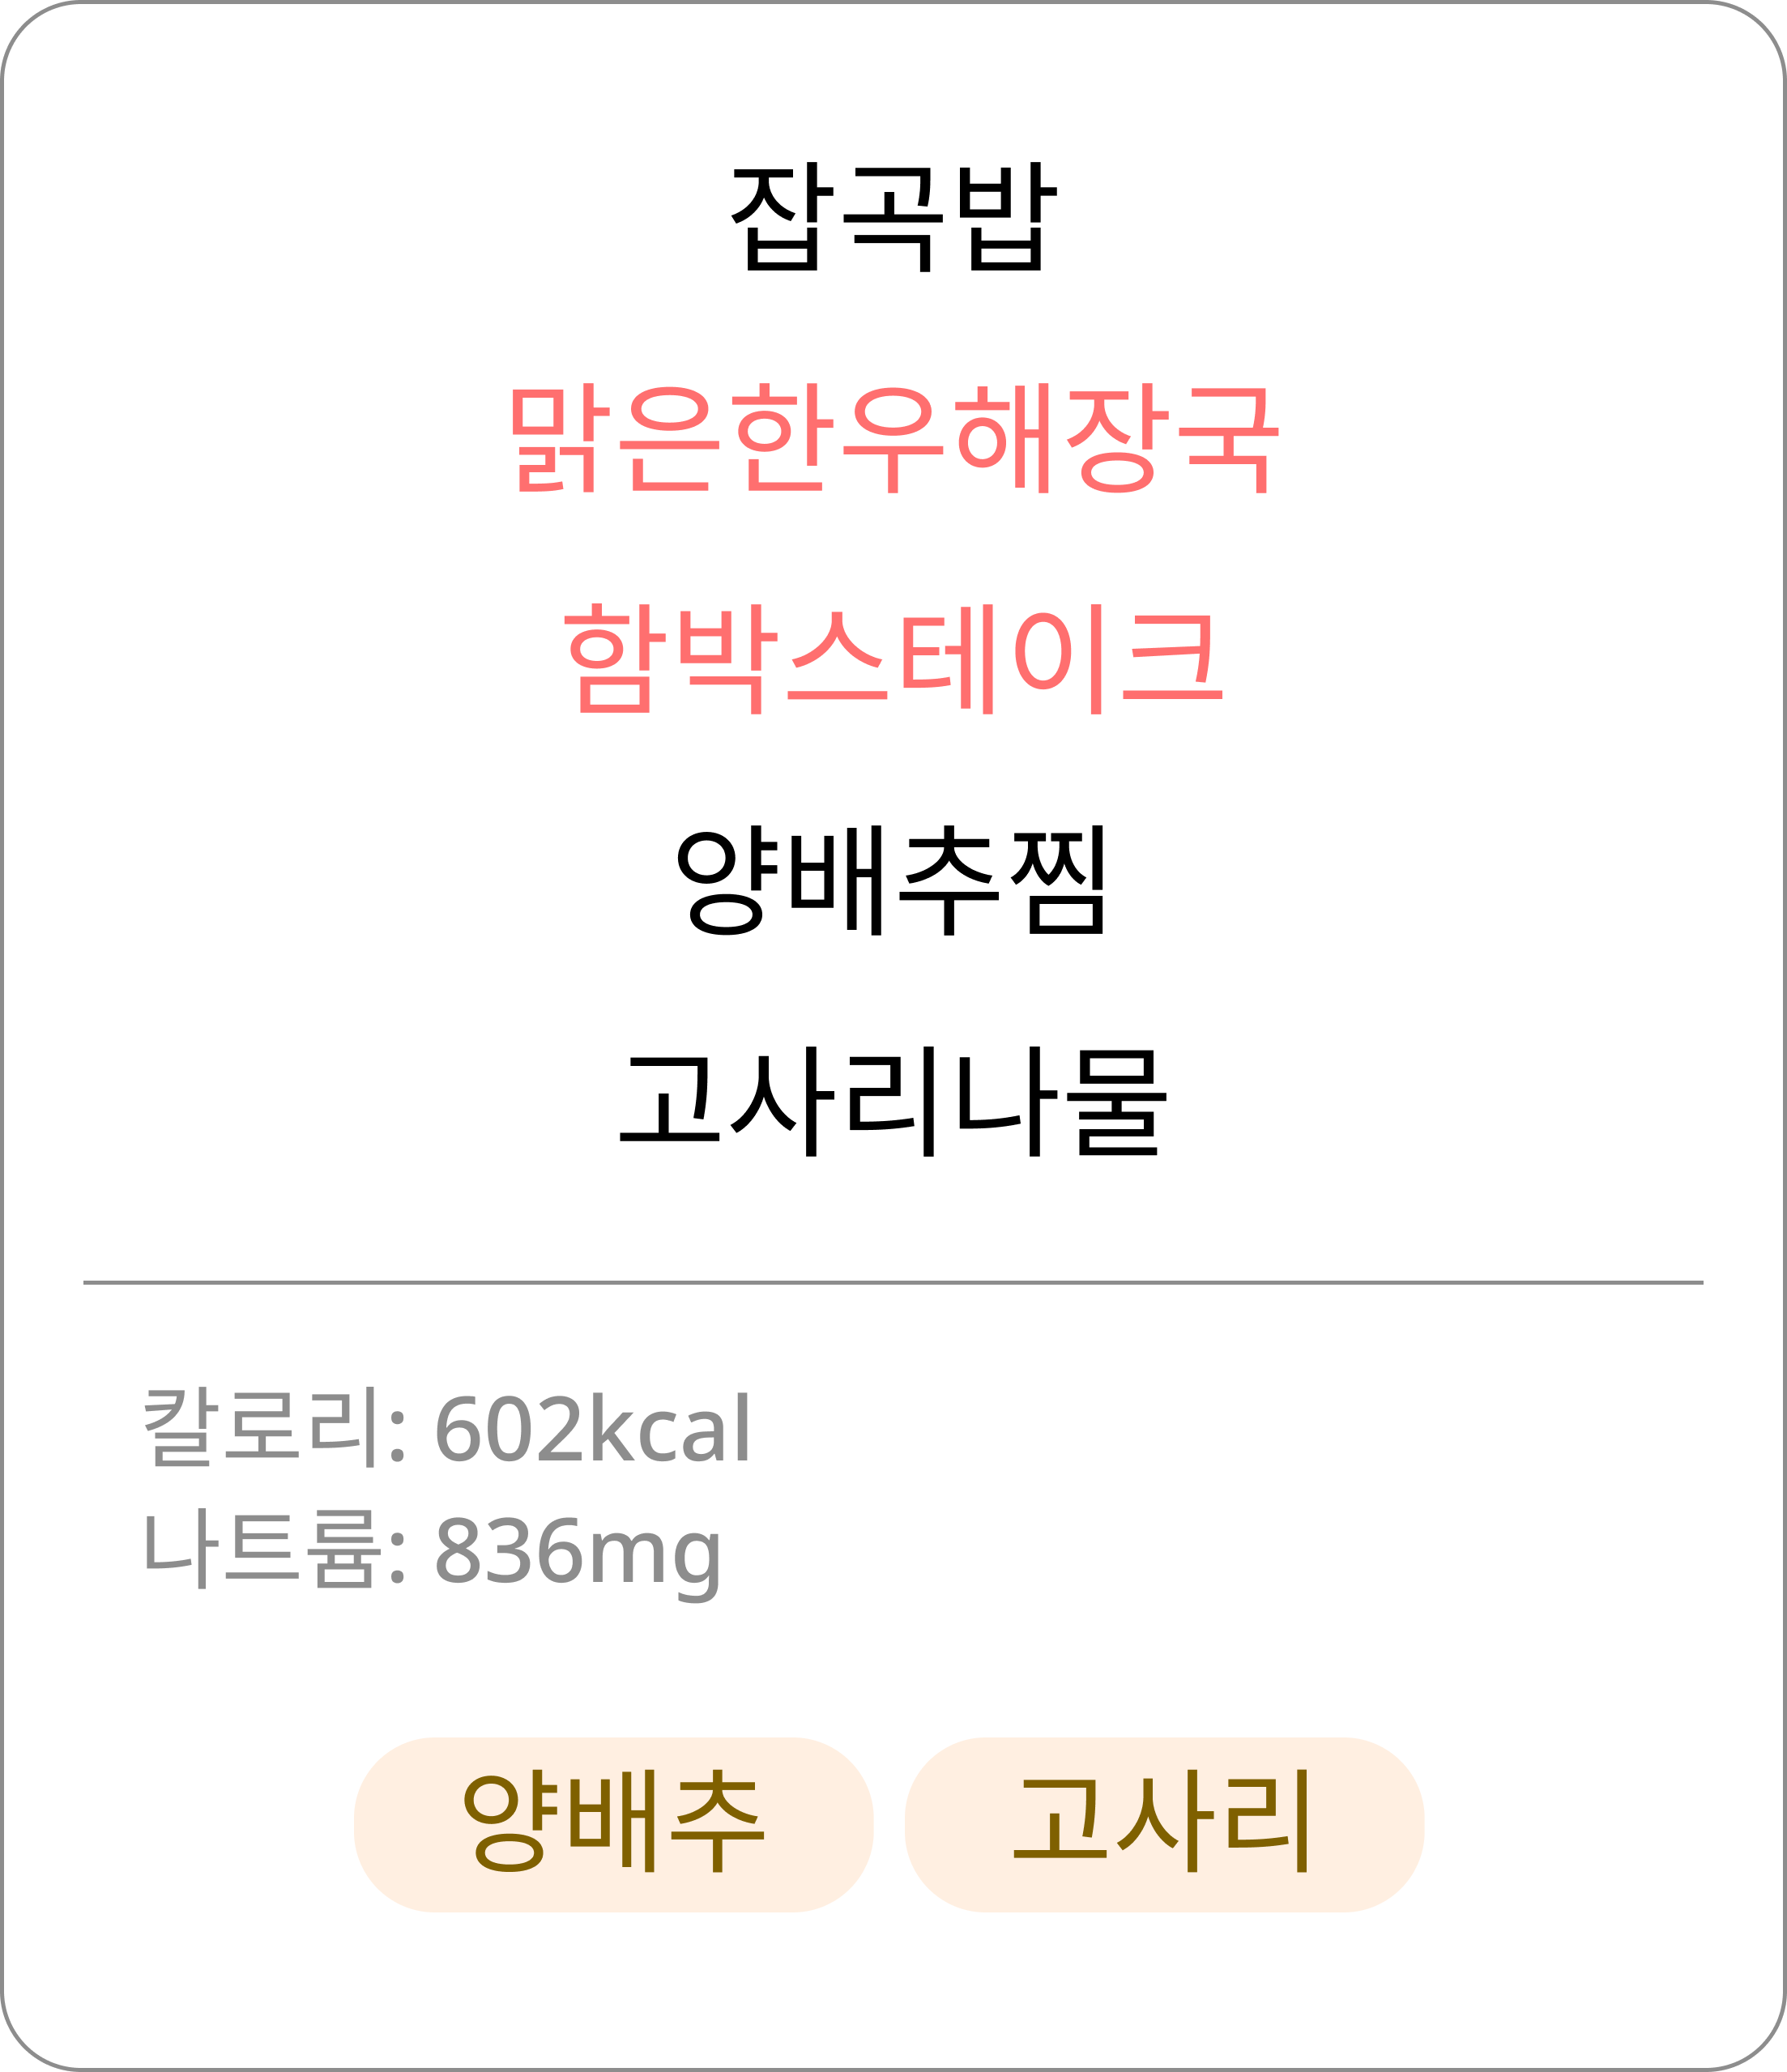 잡곡밥
맑은한우해장국
함박스테이크
양배추찜
고사리나물
칼로리: 602kcal
나트륨: 836mg
양배추 고사리